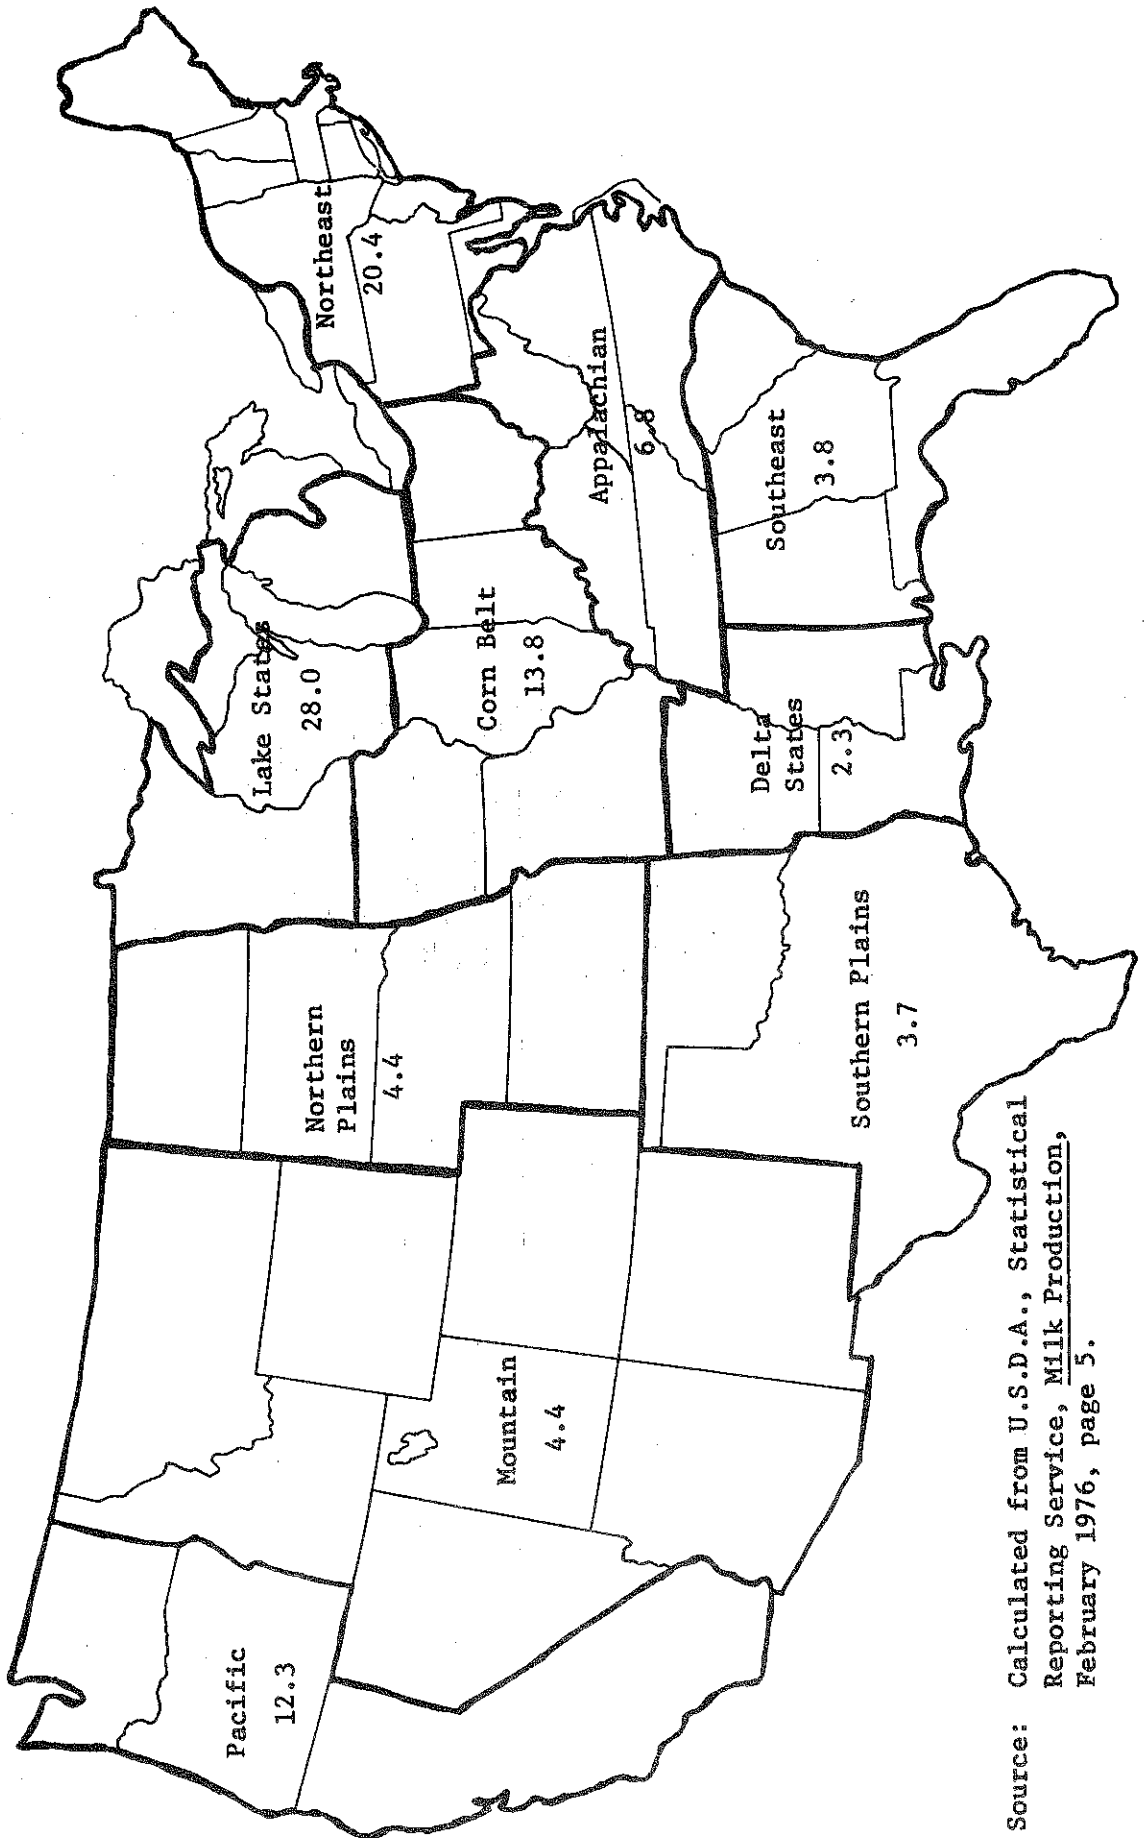 Pacific
12.3
Mountain
4.4
Northern
Plains
4.4
Lake States
28.0
Corn Belt
13.8
Northeast
20.4
Appalachian
6.8
Southeast
3.8
Delta
States
2.3
Southern Plains
3.7
Source: Calculated from U.S.D.A., Statistical
Reporting Service, Milk Production,
February 1976, page 5.